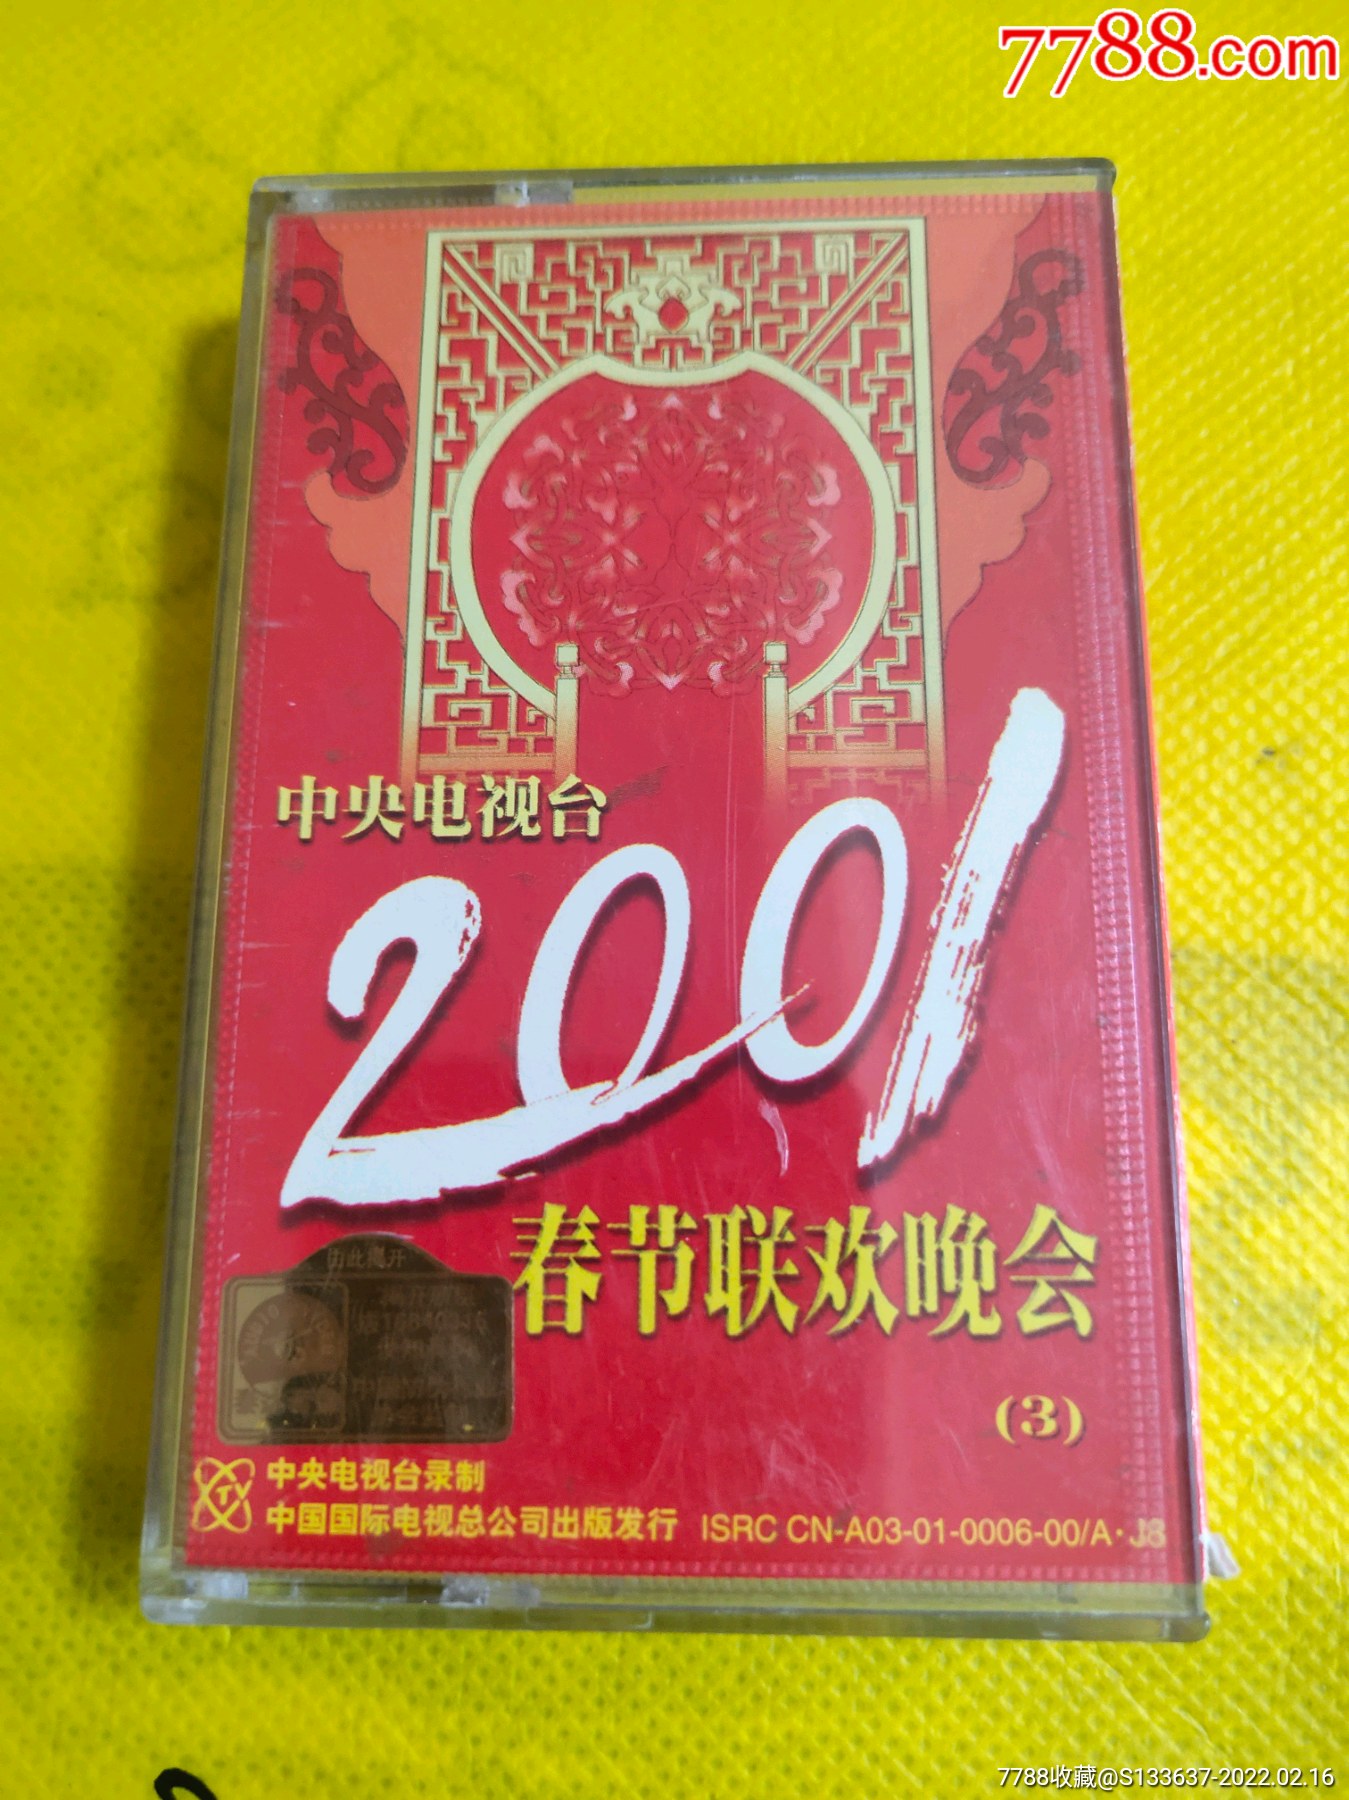 7788.com
中央电视台
2001
春节联欢晚会
(3)
由此揭开
TV
中央电视台录制
中国国际电视总公司出版发行
ISRC CN-A03-01-0006-00/A·J8
7788收藏@S133637-2022.02.16